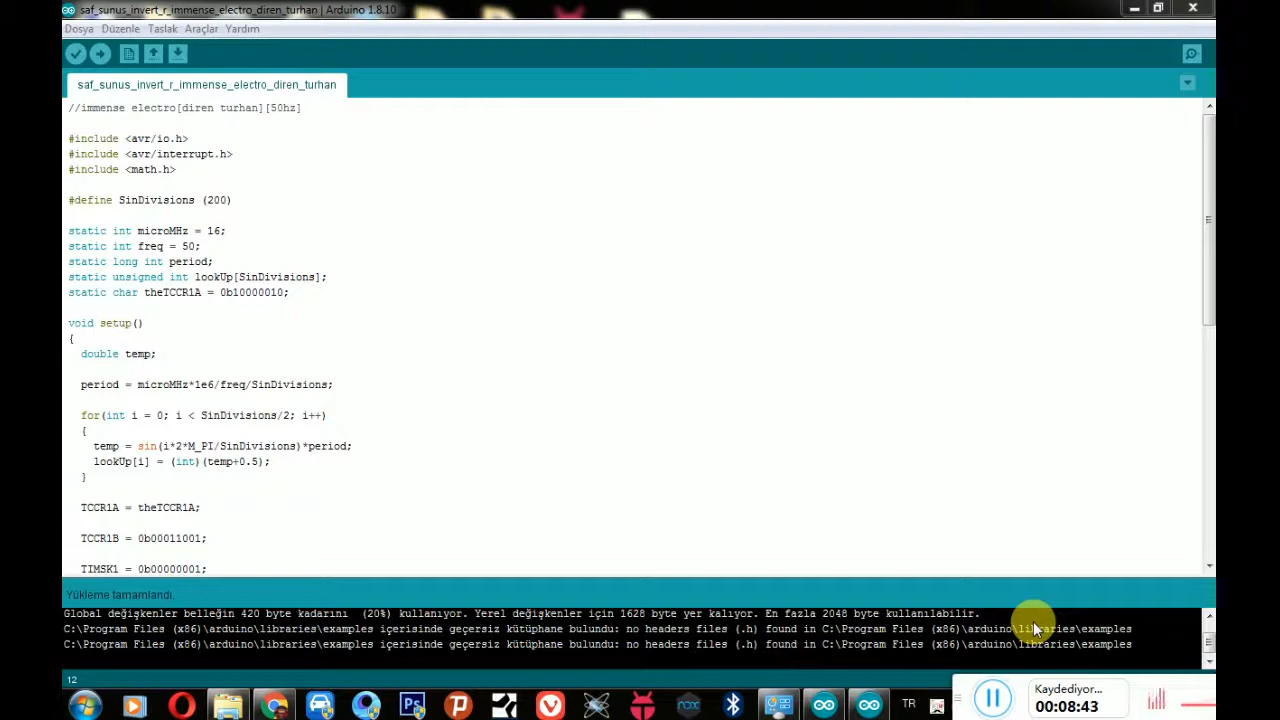 saf_sunus_invert_r_immense_electro_diren_turhan | Arduino 1.8.10
Dosya Düzenle Taslak Araçlar Yardım
saf_sunus_invert_r_immense_electro_diren_turhan
//immense electro[diren turhan][50hz]
#include <avr/io.h>
#include <avr/interrupt.h>
#include <math.h>
#define SinDivisions (200)
static int microMHz = 16;
static int freq = 50;
static long int period;
static unsigned int lookUp[SinDivisions];
static char theTCCR1A = 0b10000010;
void setup()
{
double temp;
period = microMHz*1e6/freq/SinDivisions;
for(int i = 0; i < SinDivisions/2; i++)
{
temp = sin(i*2*M_PI/SinDivisions)*period;
lookUp[i] = (int)(temp+0.5);
}
TCCR1A = theTCCR1A;
TCCR1B = 0b00011001;
TIMSK1 = 0b00000001;
Yükleme tamamlandı.
Global değişkenler belleğin 420 byte kadarını (20%) kullanıyor. Yerel değişkenler için 1628 byte yer kalıyor. En fazla 2048 byte kullanılabilir.
C:\Program Files (x86)\arduino\libraries\examples içerisinde geçersiz kütüphane bulundu: no headers files (.h) found in C:\Program Files (x86)\arduino\libraries\examples
C:\Program Files (x86)\arduino\libraries\examples içerisinde geçersiz kütüphane bulundu: no headers files (.h) found in C:\Program Files (x86)\arduino\libraries\examples
12
Ps
nox
TR
Kaydediyor...
00:08:43